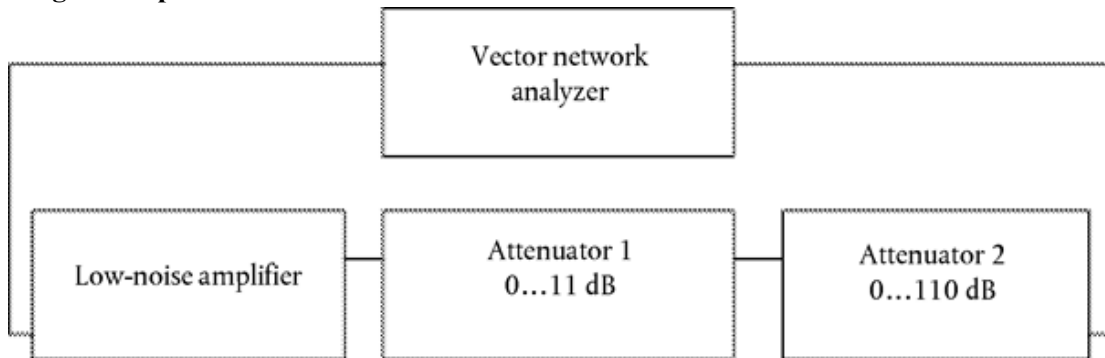 Vector network
analyzer
Low-noise amplifier
Attenuator 1
0…11 dB
Attenuator 2
0…110 dB